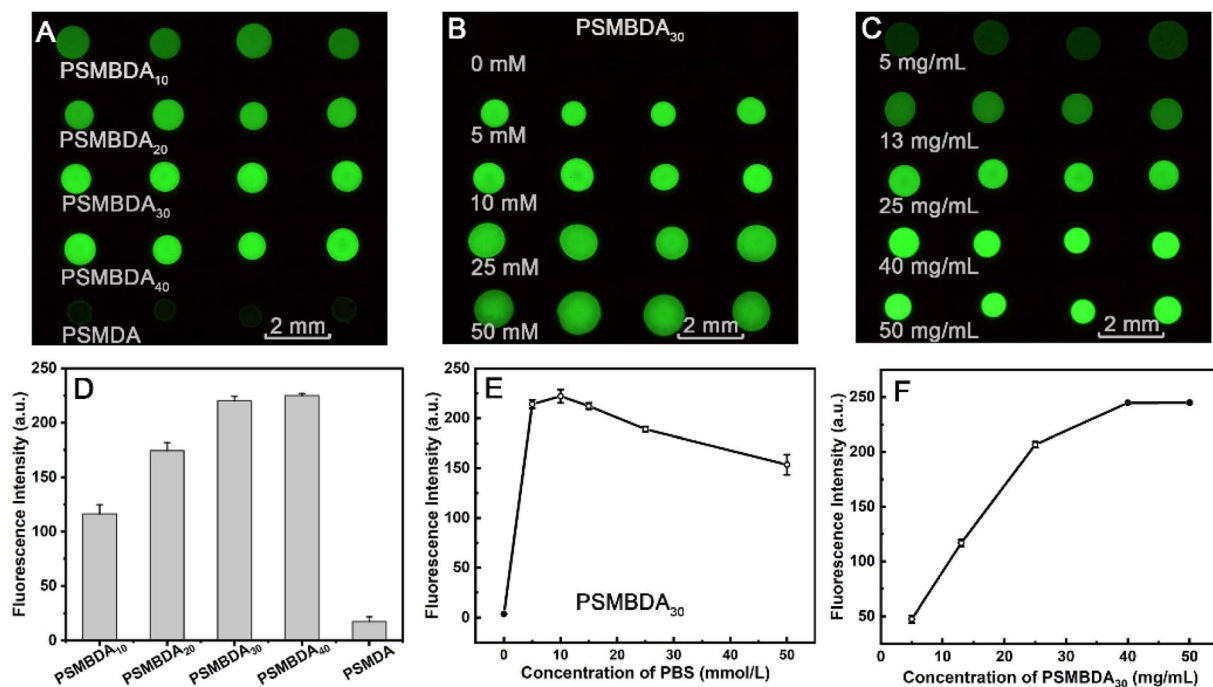 A
PSMBDA₁₀
PSMBDA₂₀
PSMBDA₃₀
PSMBDA₄₀
PSMDA
2 mm
B
PSMBDA₃₀
0 mM
5 mM
10 mM
25 mM
50 mM
2 mm
C
5 mg/mL
13 mg/mL
25 mg/mL
40 mg/mL
50 mg/mL
2 mm
D
Fluorescence Intensity (a.u.)
250
200
150
100
50
0
PSMBDA₁₀
PSMBDA₂₀
PSMBDA₃₀
PSMBDA₄₀
PSMDA
E
Fluorescence Intensity (a.u.)
250
200
150
100
50
0
PSMBDA₃₀
0 10 20 30 40 50
Concentration of PBS (mmol/L)
F
Fluorescence Intensity (a.u.)
250
200
150
100
50
0 10 20 30 40 50
Concentration of PSMBDA₃₀ (mg/mL)